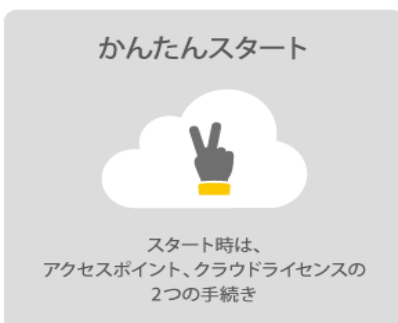 かんたんスタート
スタート時は、
アクセスポイント、クラウドライセンスの
2つの手続き